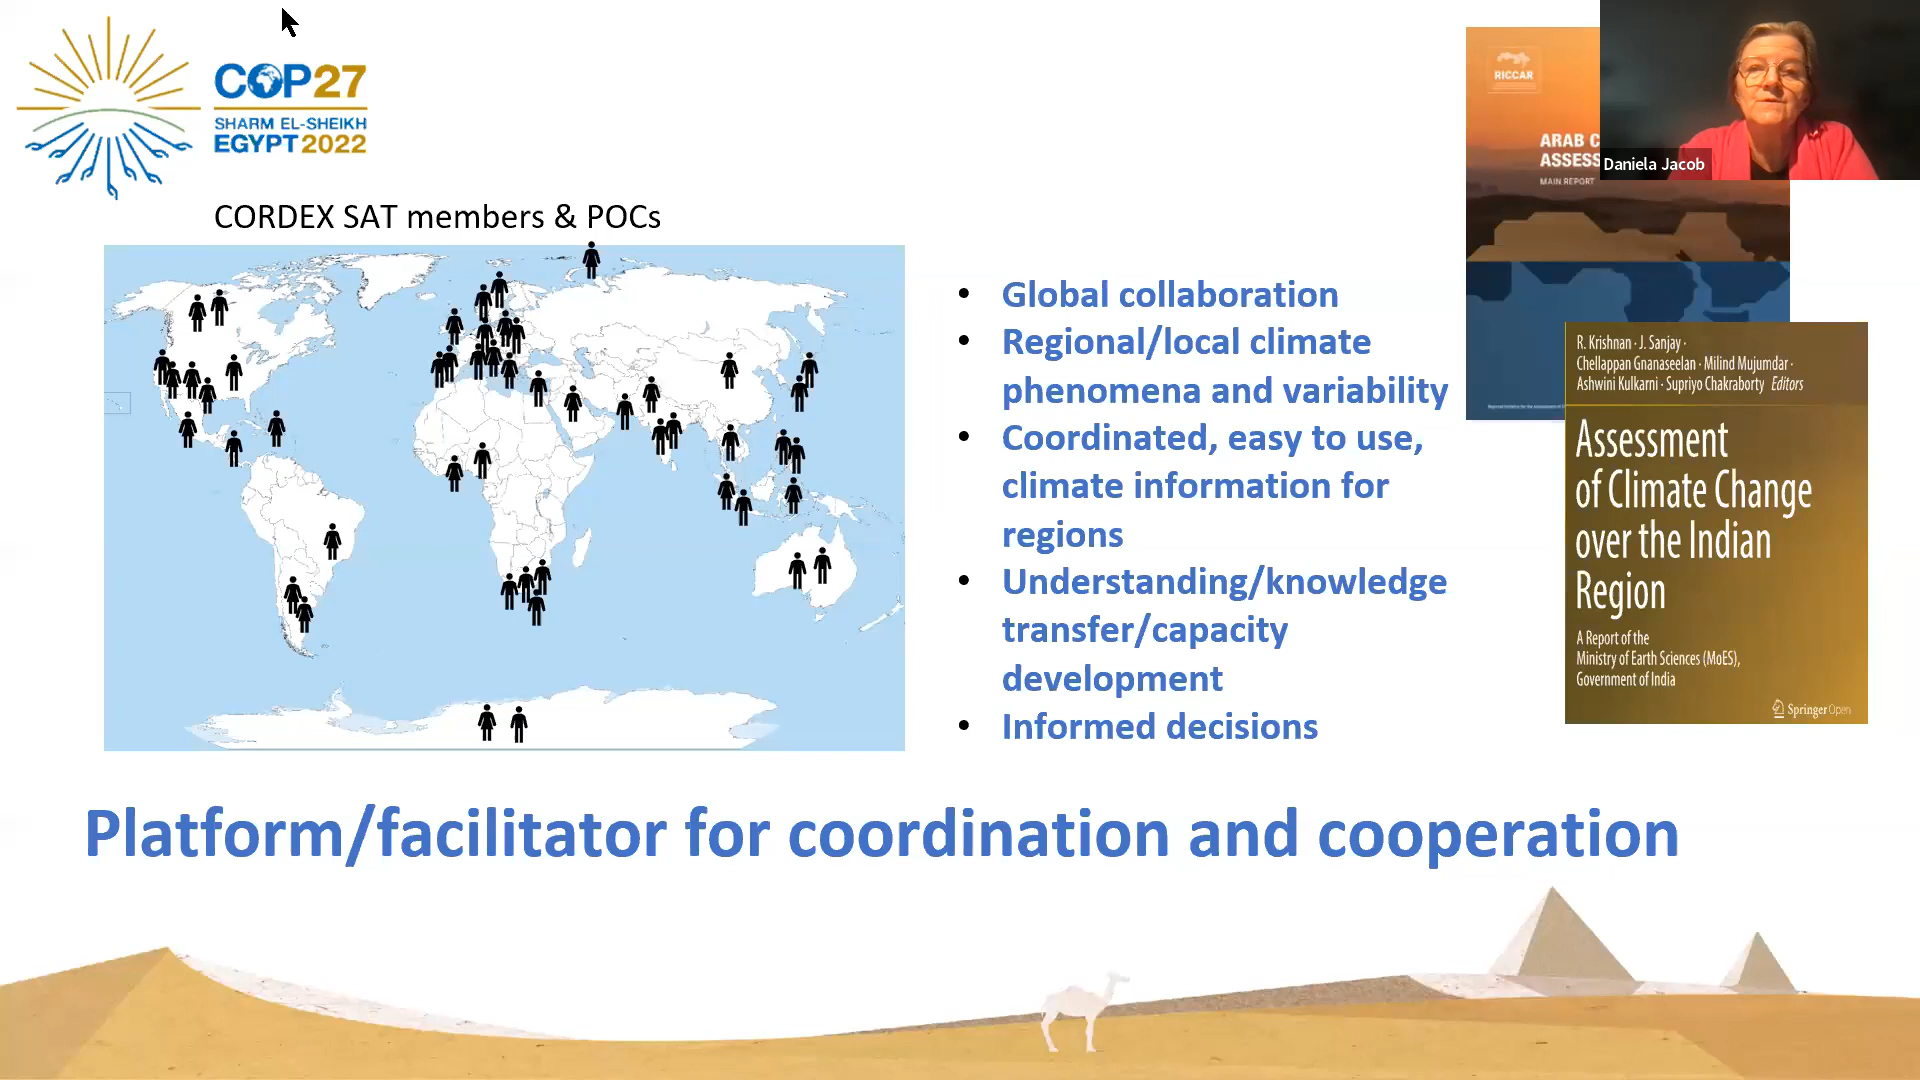 COP27
SHARM EL-SHEIKH
EGYPT 2022
CORDEX SAT members & POCs
• Global collaboration
• Regional/local climate
phenomena and variability
• Coordinated, easy to use,
climate information for
regions
• Understanding/knowledge
transfer/capacity
development
• Informed decisions
RICCAR
ARAB C
ASSESS
MAIN REPORT
Daniela Jacob
R. Krishnan · J. Sanjay ·
Chellappan Gnanaseelan · Milind Mujumdar ·
Ashwini Kulkarni · Supriyo Chakraborty Editors
Assessment
of Climate Change
over the Indian
Region
A Report of the
Ministry of Earth Sciences (MoES),
Government of India
Springer Open
Platform/facilitator for coordination and cooperation